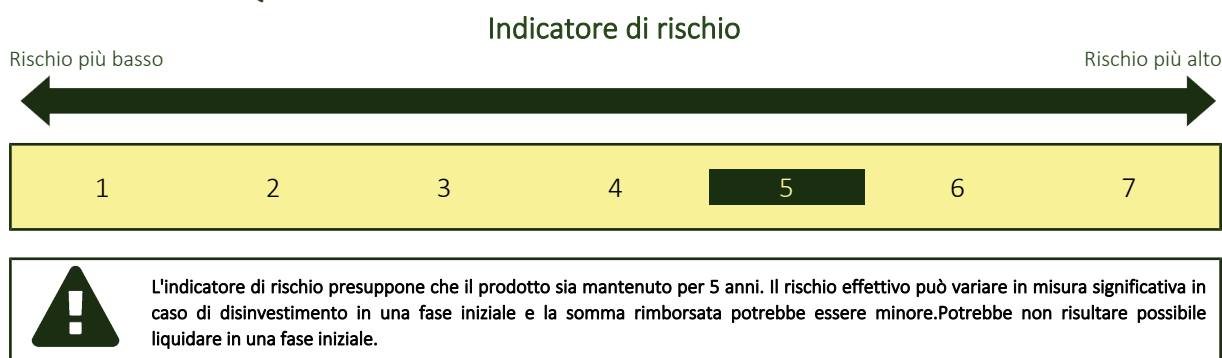 Indicatore di rischio
Rischio più basso
Rischio più alto
1 2 3 4 5 6 7
L'indicatore di rischio presuppone che il prodotto sia mantenuto per 5 anni. Il rischio effettivo può variare in misura significativa in
caso di disinvestimento in una fase iniziale e la somma rimborsata potrebbe essere minore.Potrebbe non risultare possibile
liquidare in una fase iniziale.